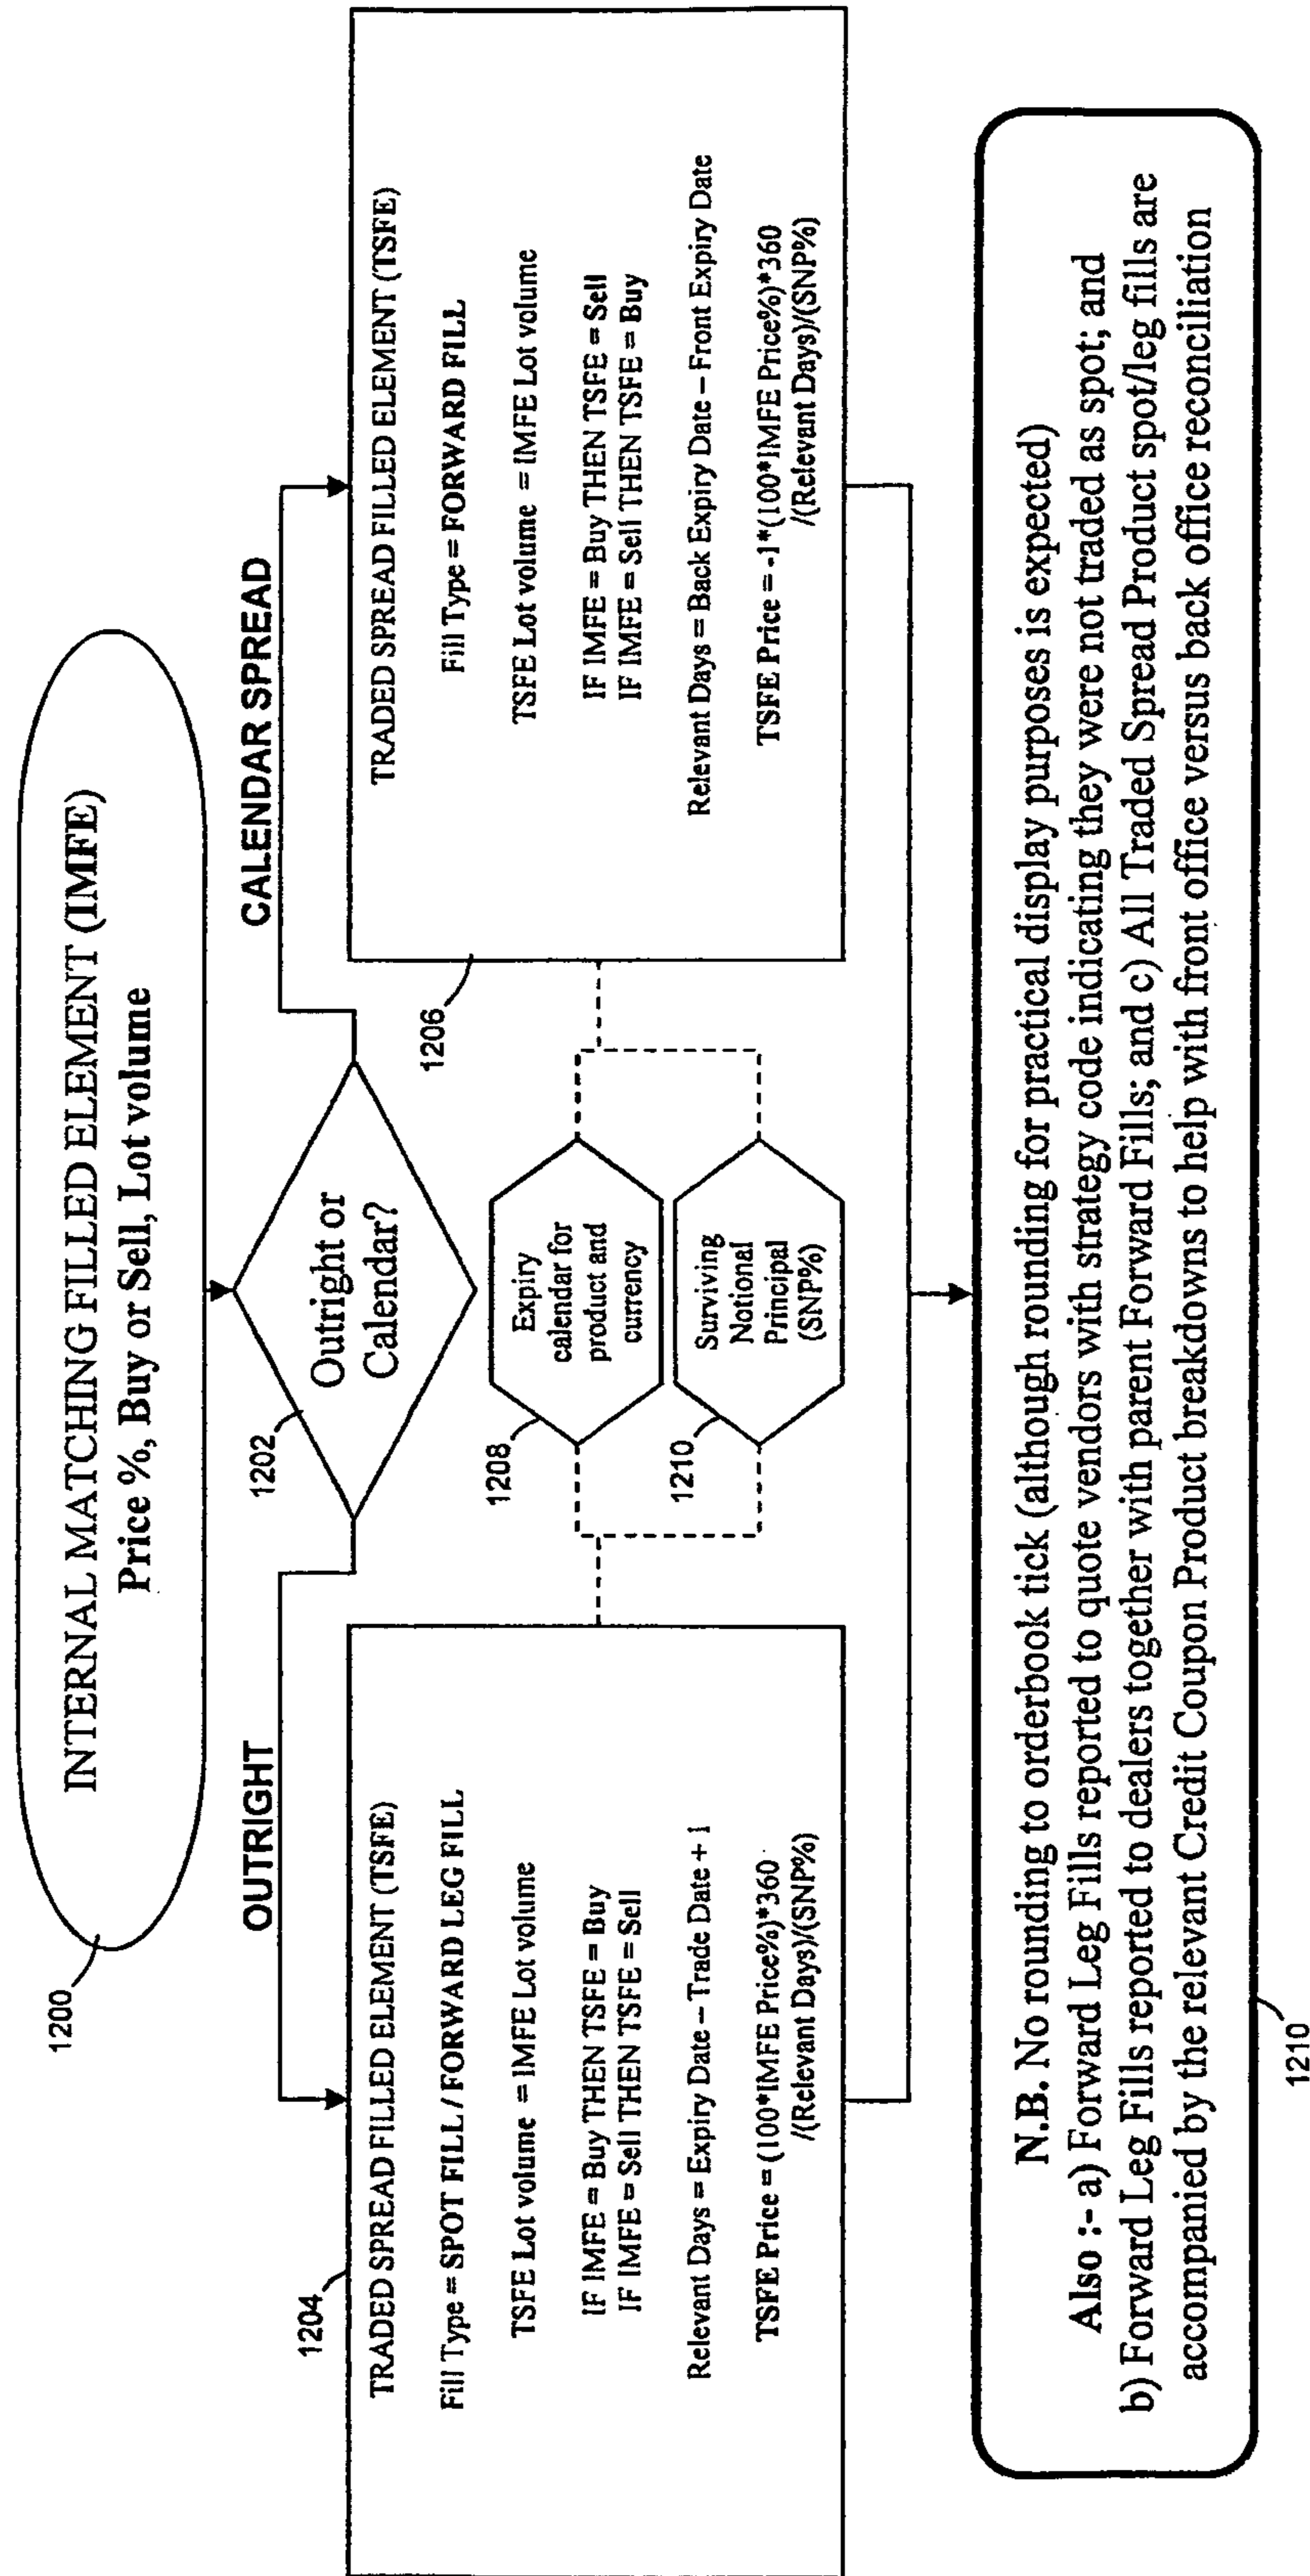 1200
INTERNAL MATCHING FILLED ELEMENT (IMFE)
Price %, Buy or Sell, Lot volume
OUTRIGHT
CALENDAR SPREAD
1202
Outright or
Calendar?
1204
TRADED SPREAD FILLED ELEMENT (TSFE)
Fill Type = SPOT FILL / FORWARD LEG FILL
TSFE Lot volume = IMFE Lot volume
IF IMFE = Buy THEN TSFE = Buy
IF IMFE = Sell THEN TSFE = Sell
Relevant Days = Expiry Date – Trade Date + 1
TSFE Price = (100*IMFE Price%)*360
/(Relevant Days)/(SNP%)
1208
Expiry
calendar for
product and
currency
1210
Surviving
Notional
Principal
(SNP%)
1206
TRADED SPREAD FILLED ELEMENT (TSFE)
Fill Type = FORWARD FILL
TSFE Lot volume = IMFE Lot volume
IF IMFE = Buy THEN TSFE = Sell
IF IMFE = Sell THEN TSFE = Buy
Relevant Days = Back Expiry Date – Front Expiry Date
TSFE Price = -1*(100*IMFE Price%)*360
/(Relevant Days)/(SNP%)
N.B. No rounding to orderbook tick (although rounding for practical display purposes is expected)
Also :- a) Forward Leg Fills reported to quote vendors with strategy code indicating they were not traded as spot; and
b) Forward Leg Fills reported to dealers together with parent Forward Fills; and c) All Traded Spread Product spot/leg fills are
accompanied by the relevant Credit Coupon Product breakdowns to help with front office versus back office reconciliation
1210